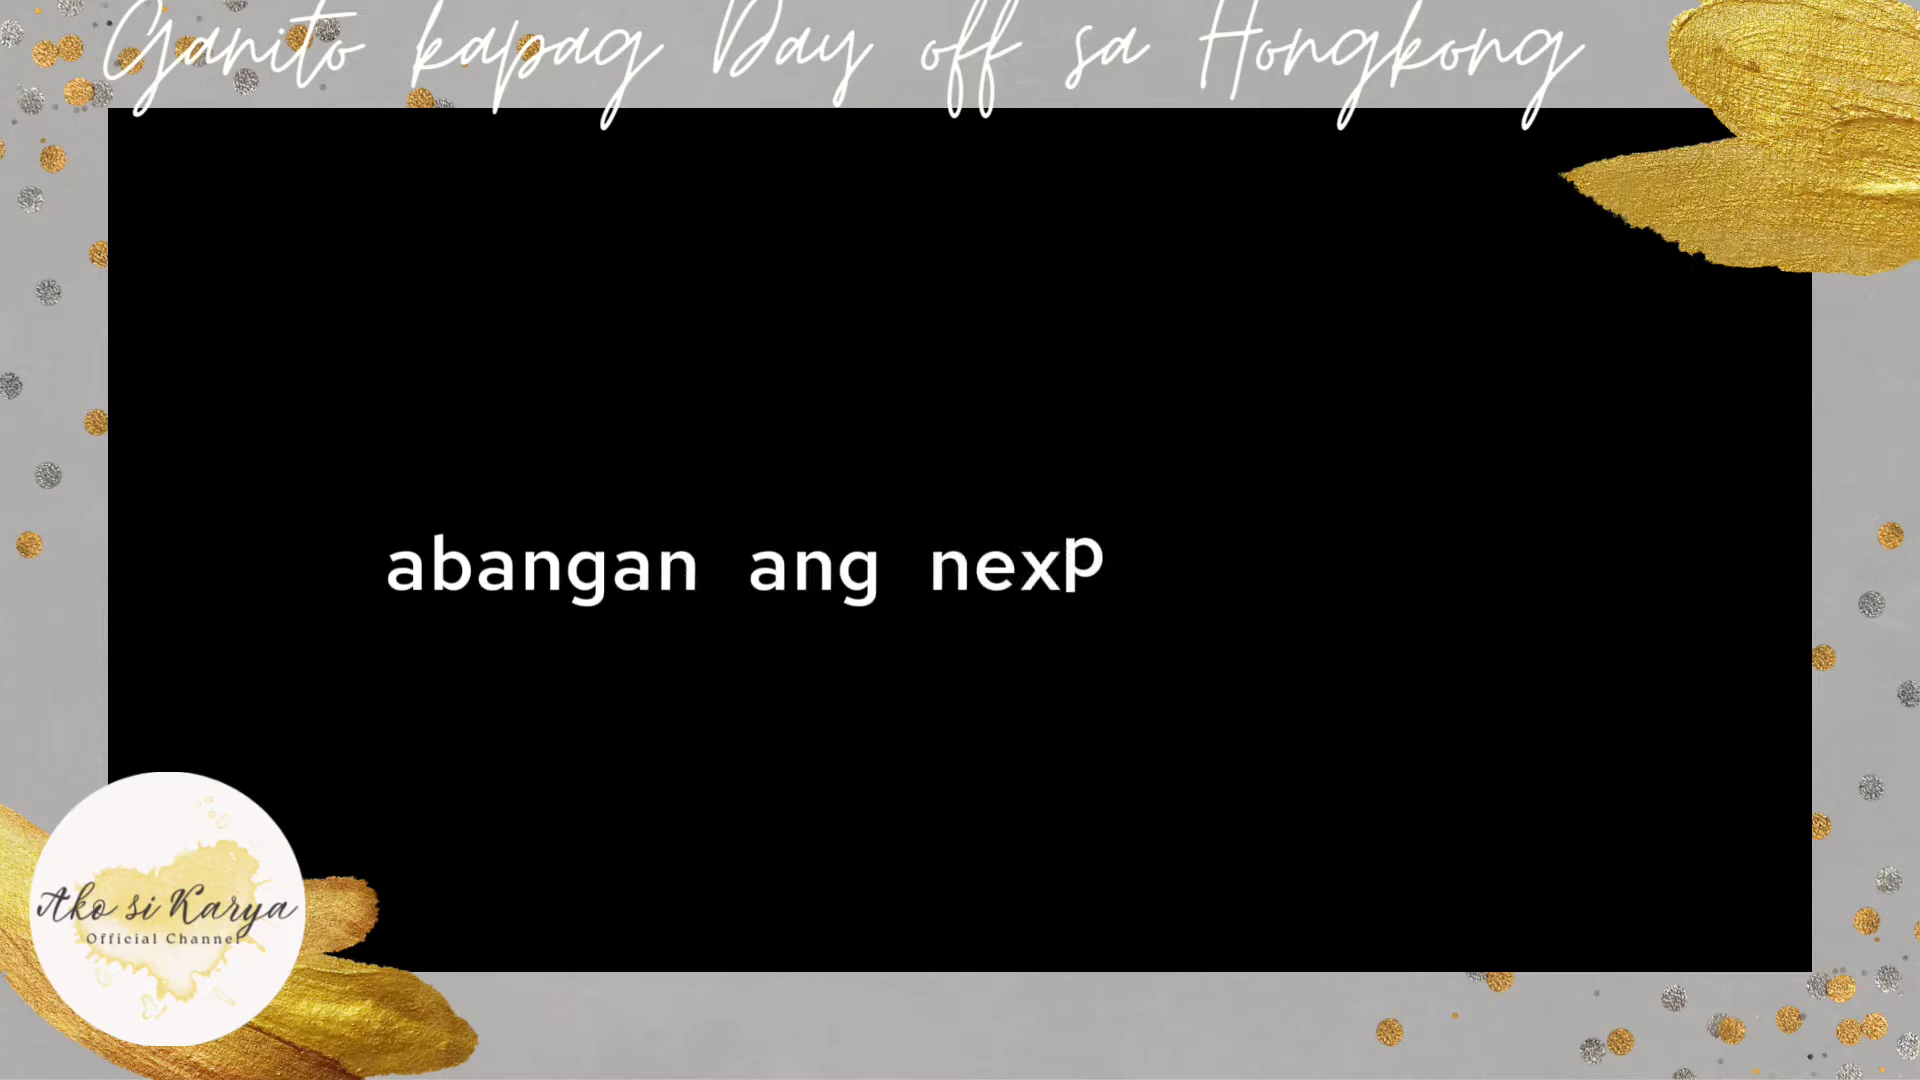 Ganito kapag Day off sa Hongkong
abangan ang nexp
Ako si Karya
Official Channel